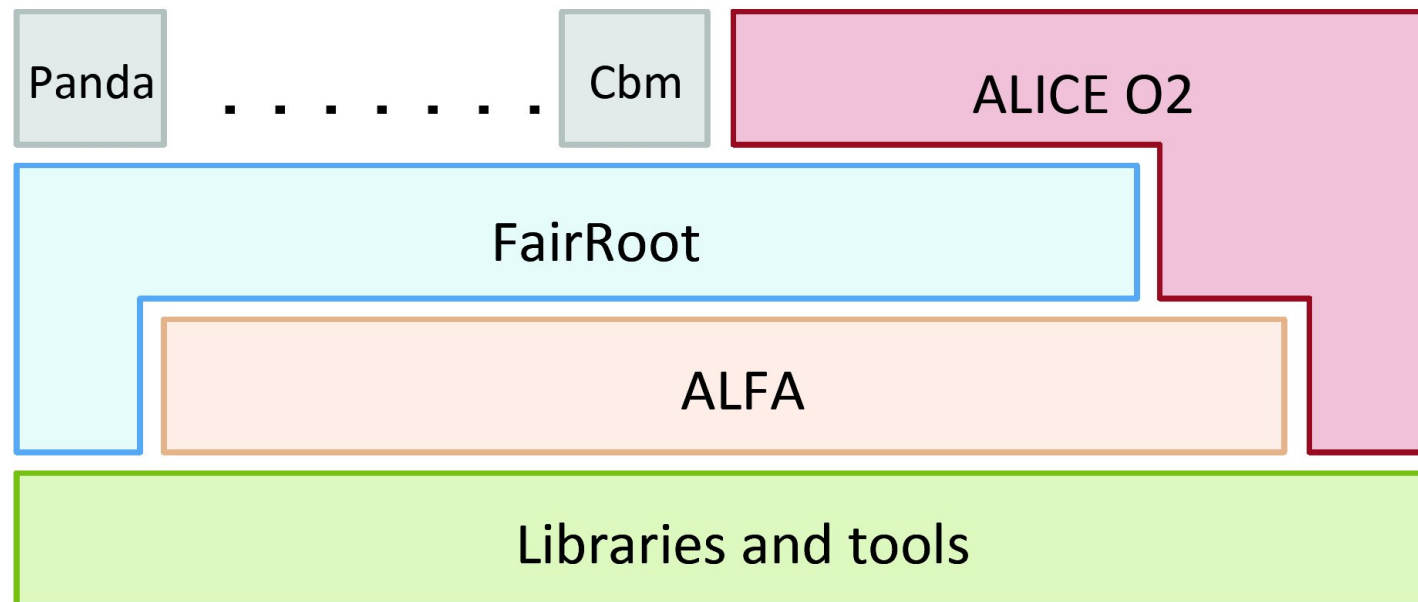 Panda . . . . . . . Cbm ALICE O2
FairRoot
ALFA
Libraries and tools